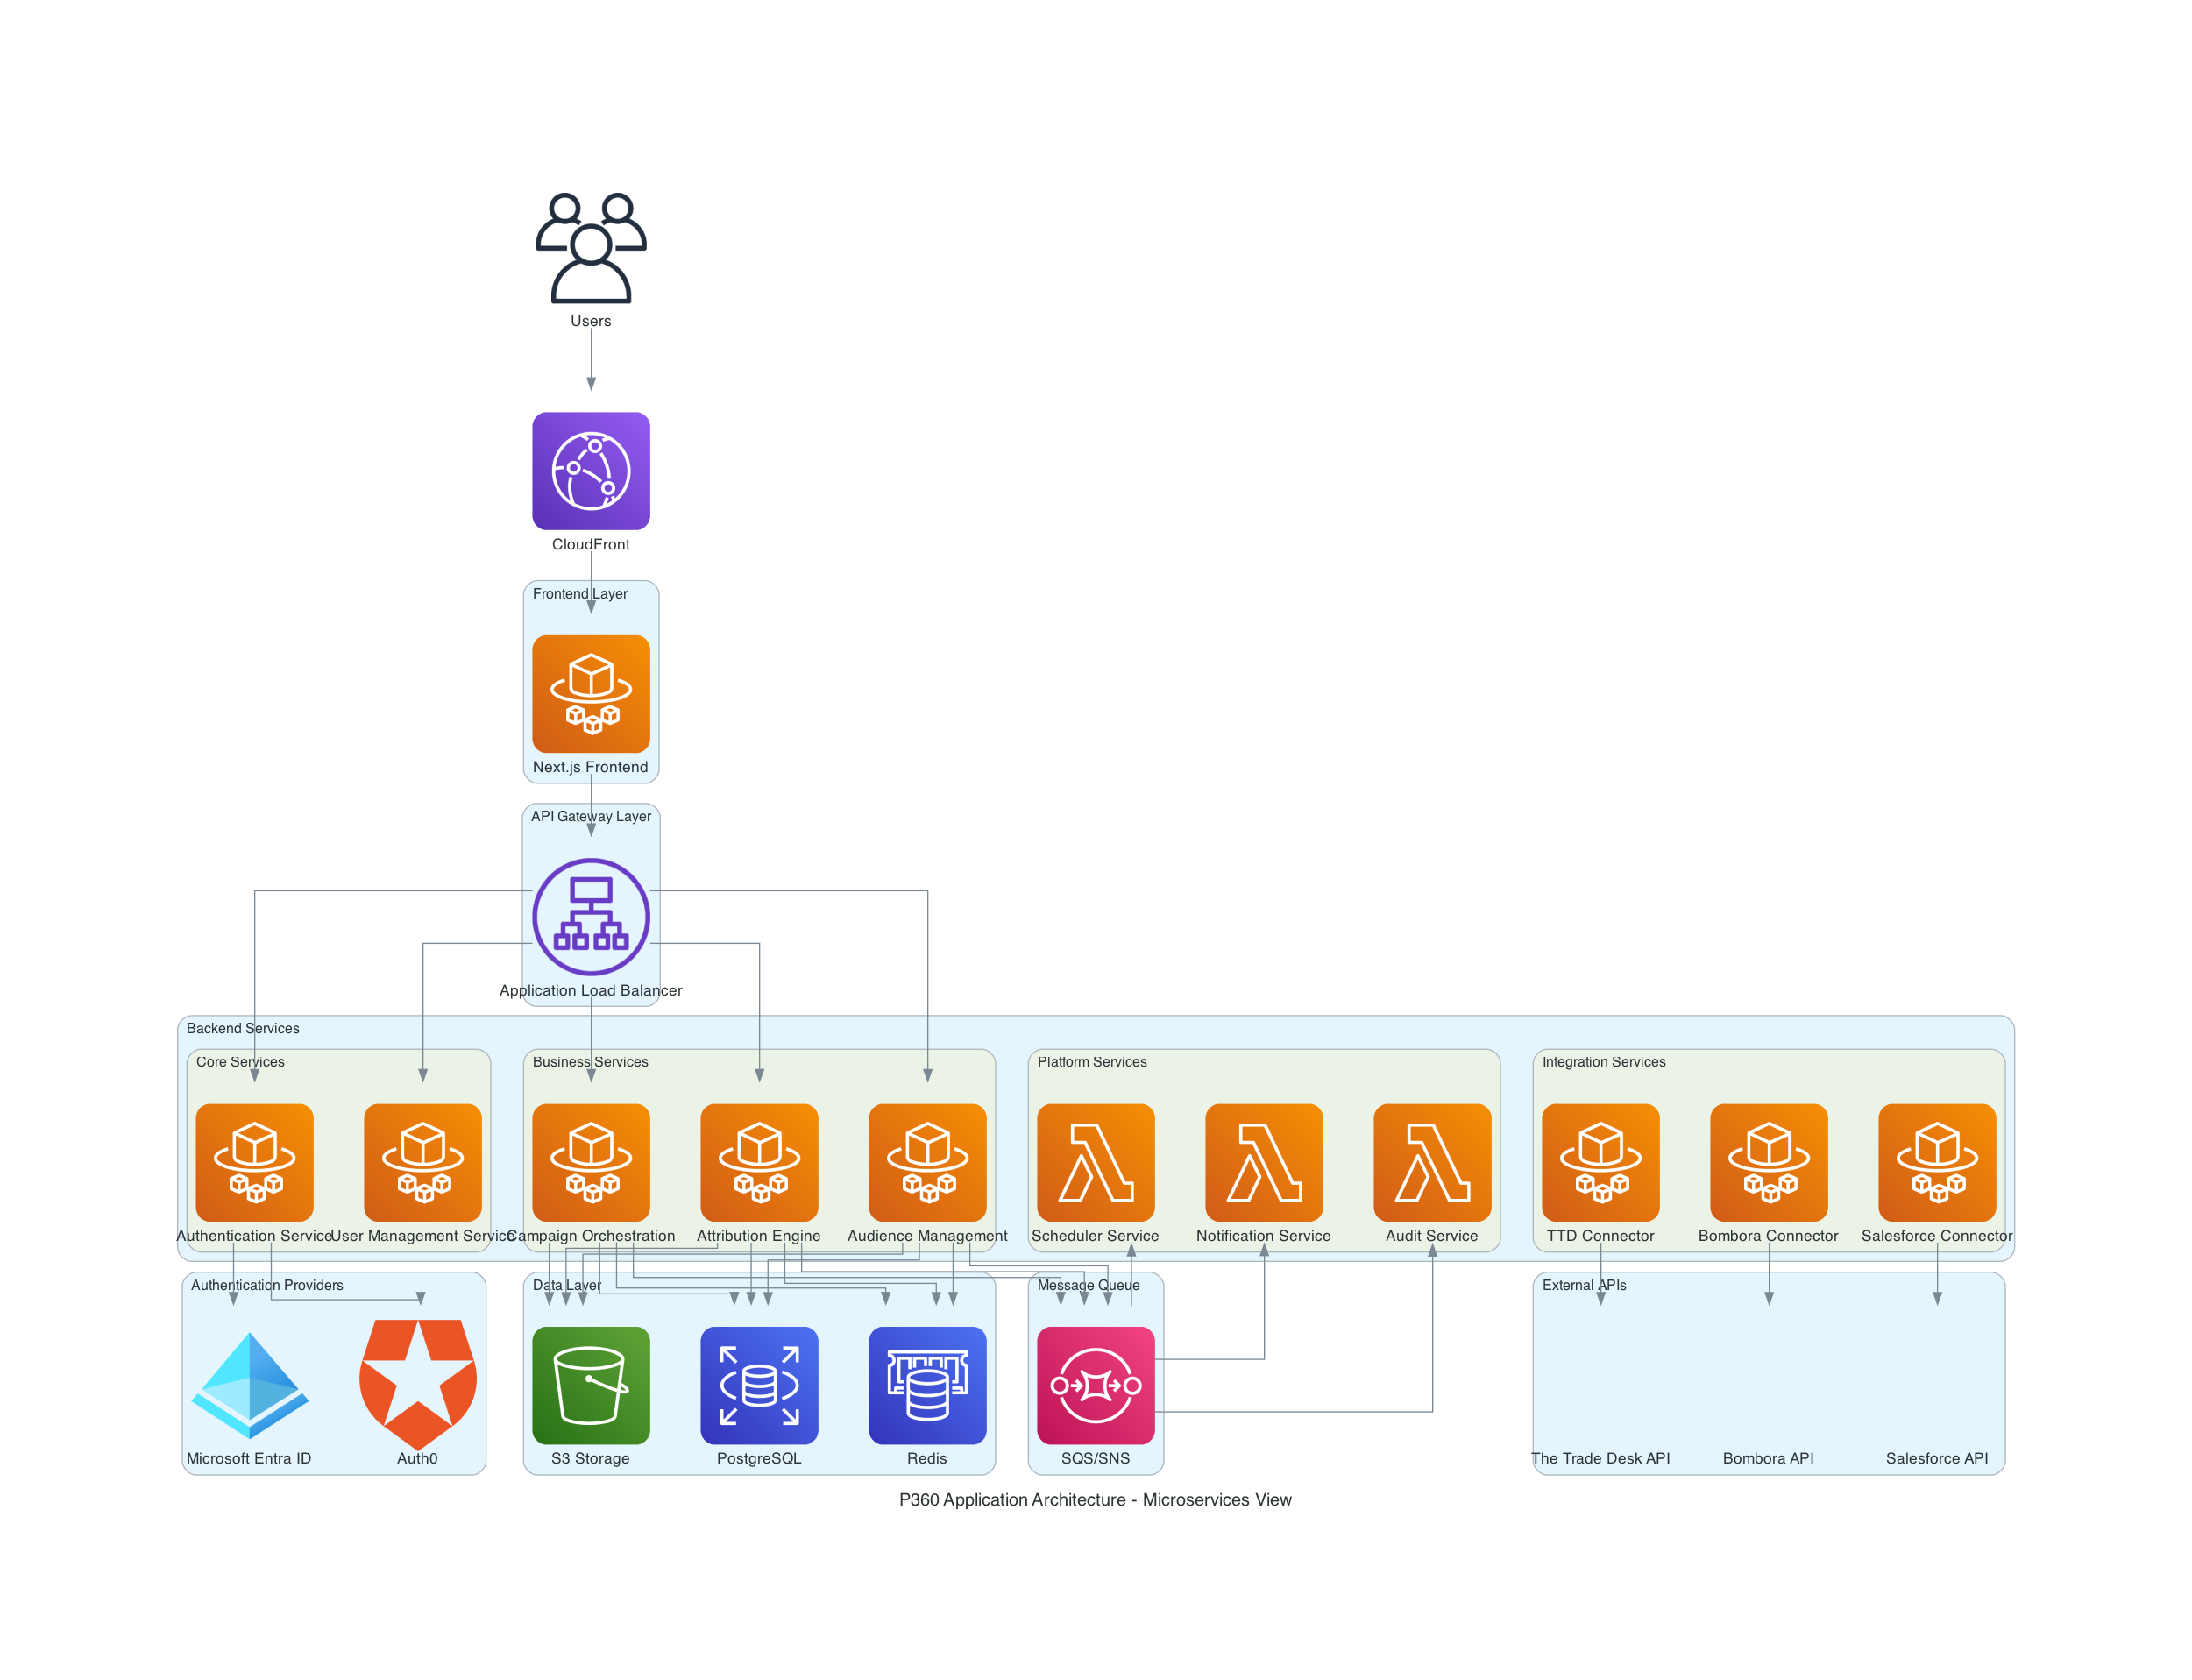 Users
CloudFront
Frontend Layer
Next.js Frontend
API Gateway Layer
Application Load Balancer
Backend Services
Core Services
Business Services
Platform Services
Integration Services
Authentication Service
User Management Service
Campaign Orchestration
Attribution Engine
Audience Management
Scheduler Service
Notification Service
Audit Service
TTD Connector
Bombora Connector
Salesforce Connector
Authentication Providers
Data Layer
Message Queue
External APIs
Microsoft Entra ID
Auth0
S3 Storage
PostgreSQL
Redis
SQS/SNS
The Trade Desk API
Bombora API
Salesforce API
P360 Application Architecture - Microservices View